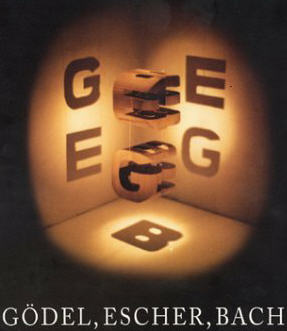 G E
E G
B
GÖDEL, ESCHER, BACH